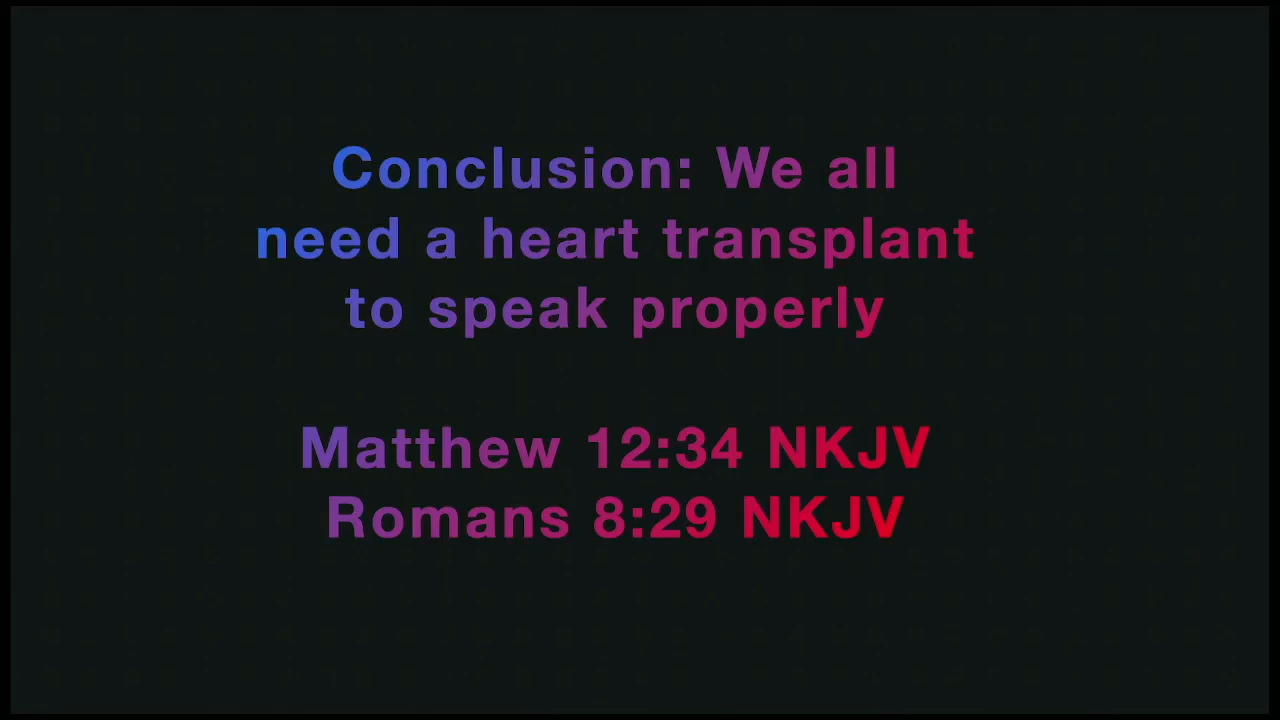 Conclusion: We all
need a heart transplant
to speak properly
Matthew 12:34 NKJV
Romans 8:29 NKJV